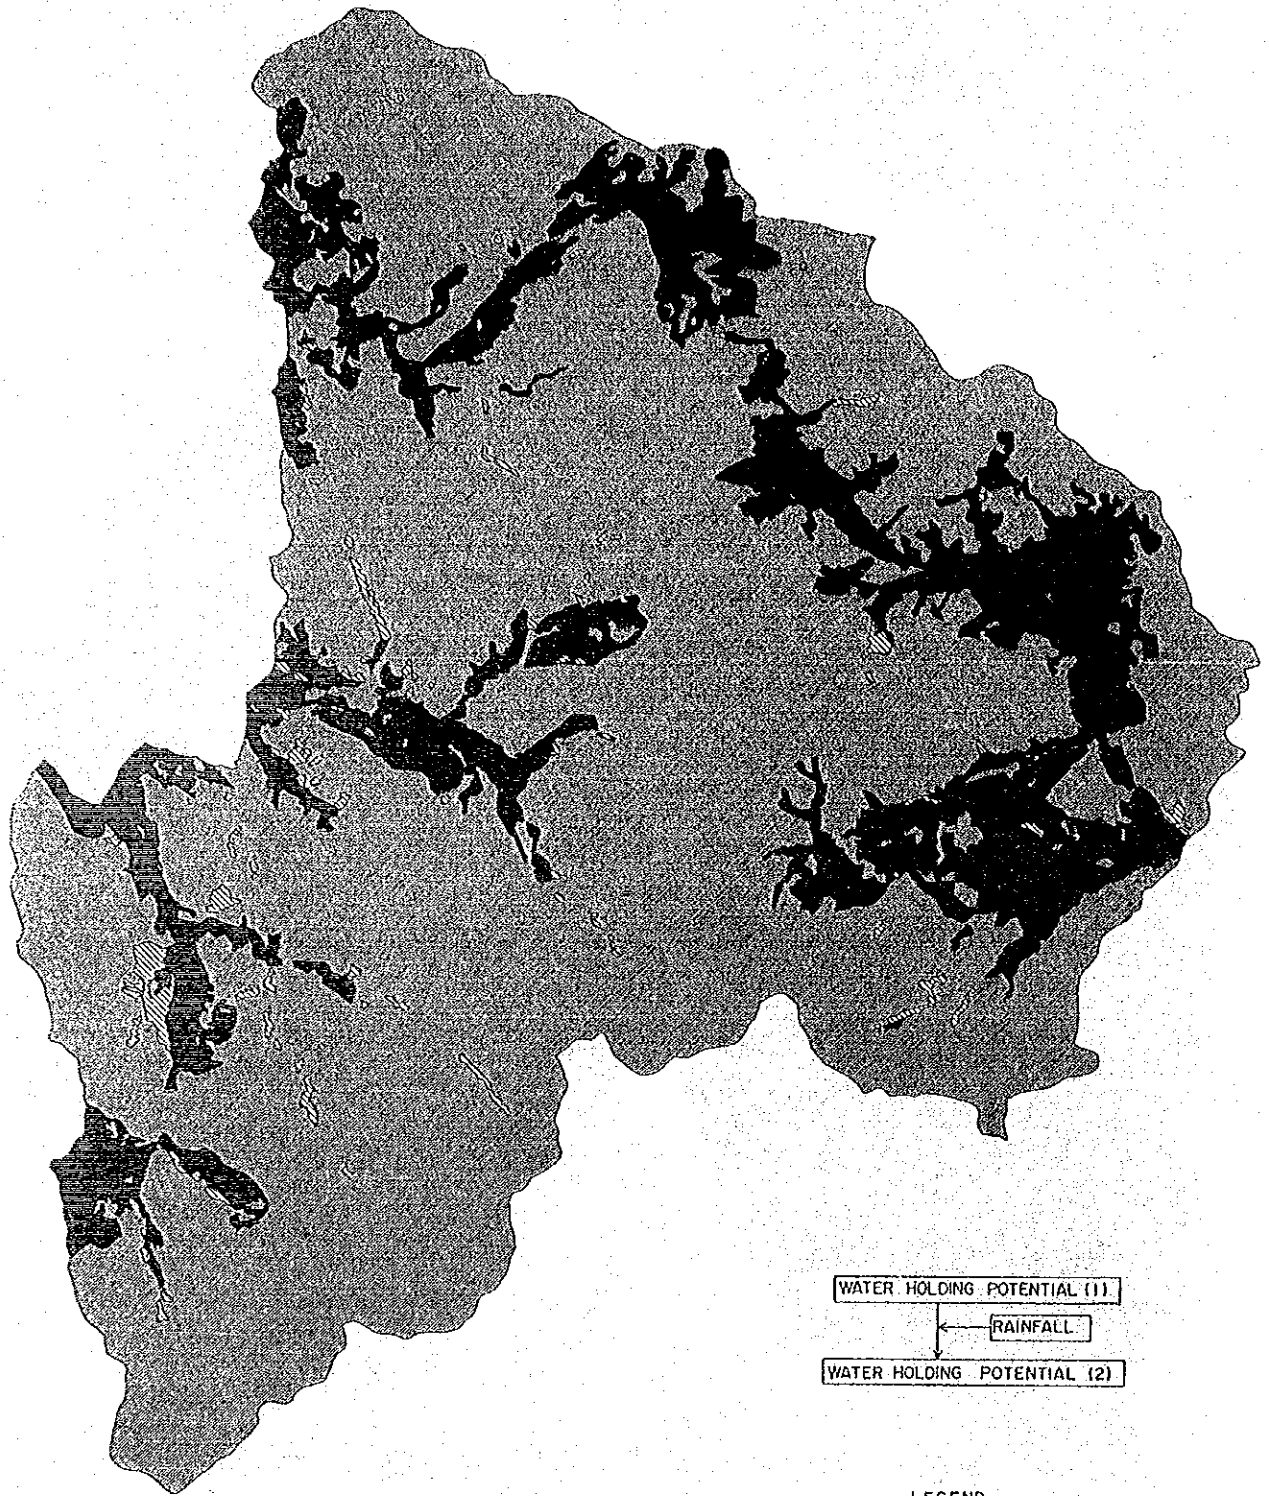 WATER HOLDING POTENTIAL (1)
RAINFALL
WATER HOLDING POTENTIAL (2)
LEGEND